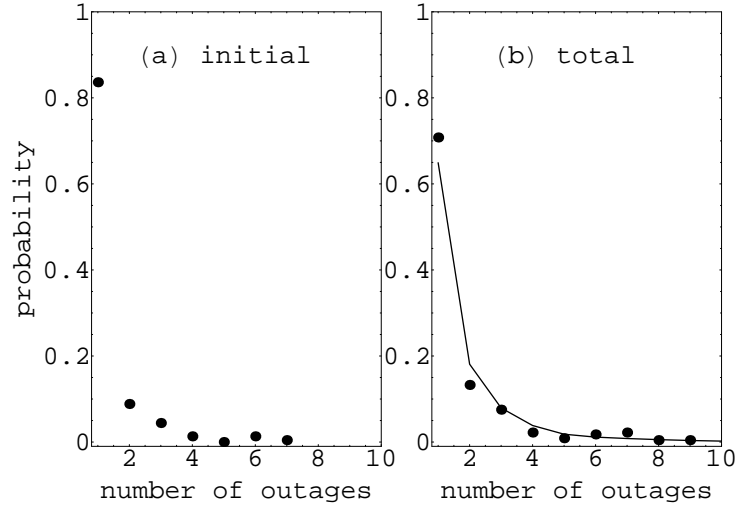 1
0.8
0.6
0.4
0.2
0
probability
(a) initial
2 4 6 8 10
number of outages
1
0.8
0.6
0.4
0.2
0
(b) total
2 4 6 8 10
number of outages